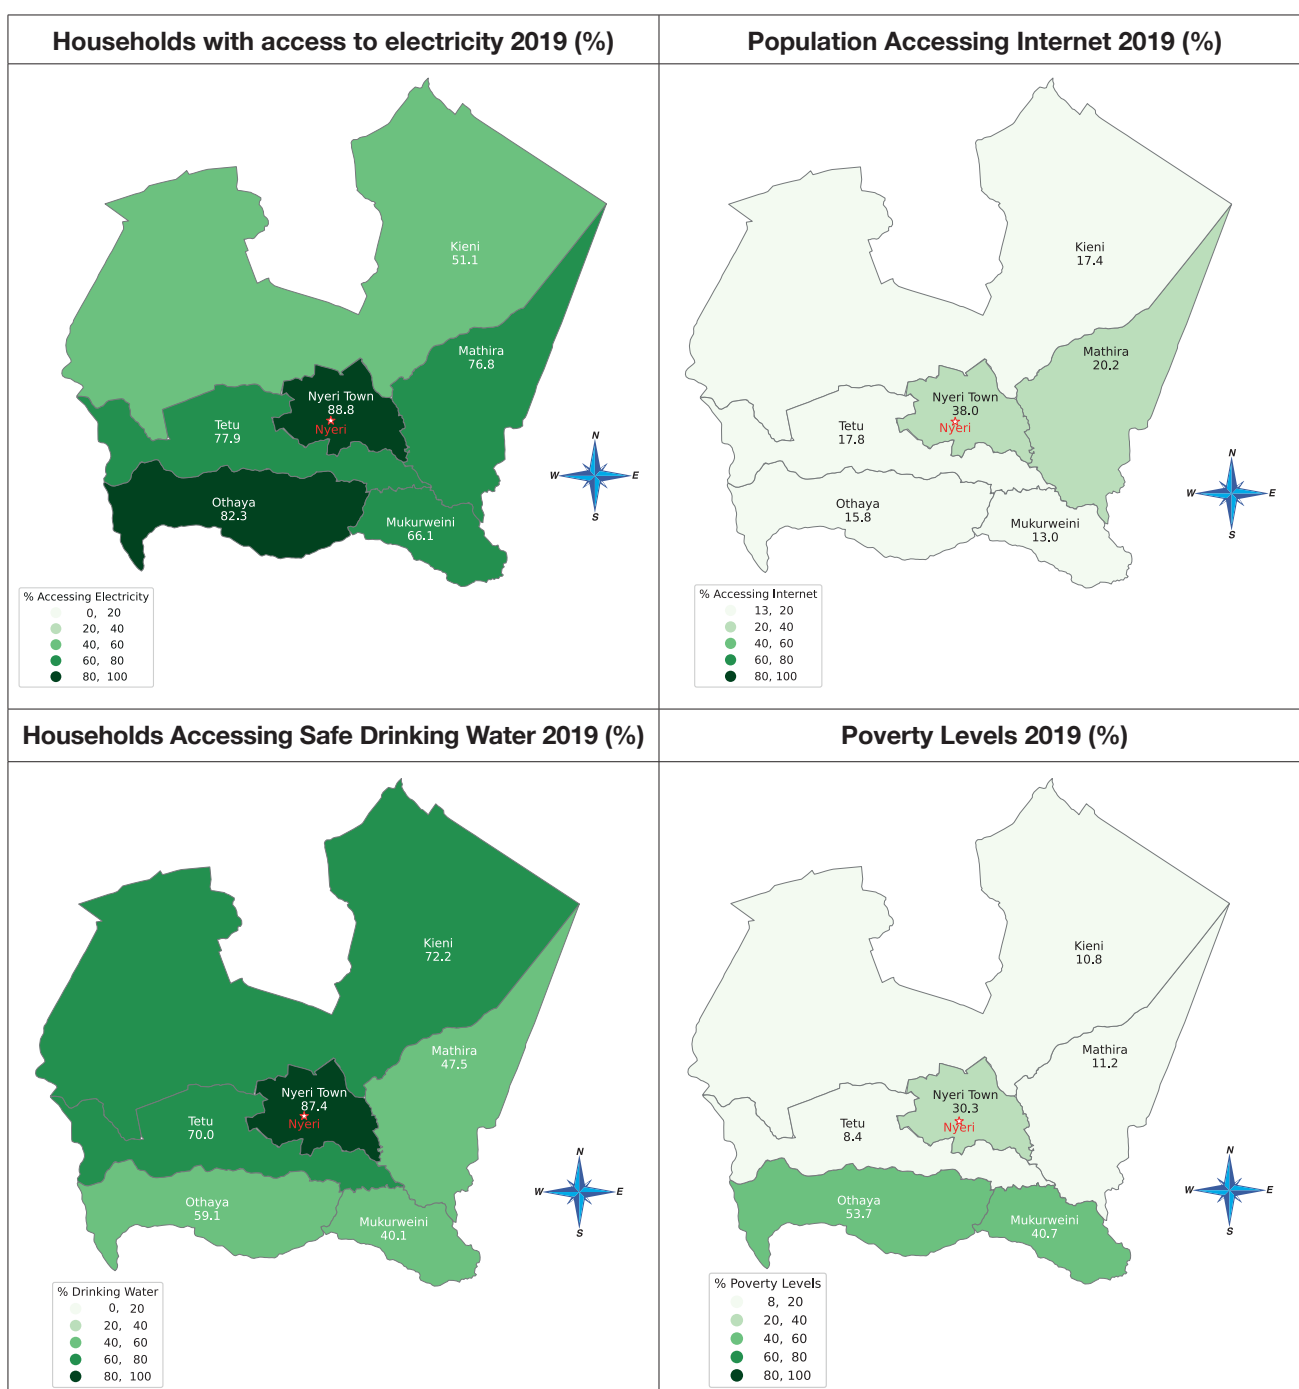 Households with access to electricity 2019 (%)
Kieni
51.1
Mathira
76.8
Nyeri Town
88.8
Nyeri
Tetu
77.9
Othaya
82.3
Mukurweini
66.1
N
W
E
S
% Accessing Electricity
0, 20
20, 40
40, 60
60, 80
80, 100
Population Accessing Internet 2019 (%)
Kieni
17.4
Mathira
20.2
Nyeri Town
38.0
Nyeri
Tetu
17.8
Othaya
15.8
Mukurweini
13.0
N
W
E
S
% Accessing Internet
13, 20
20, 40
40, 60
60, 80
80, 100
Households Accessing Safe Drinking Water 2019 (%)
Kieni
72.2
Mathira
47.5
Nyeri Town
87.4
Nyeri
Tetu
70.0
Othaya
59.1
Mukurweini
40.1
N
W
E
S
% Drinking Water
0, 20
20, 40
40, 60
60, 80
80, 100
Poverty Levels 2019 (%)
Kieni
10.8
Mathira
11.2
Nyeri Town
30.3
Nyeri
Tetu
8.4
Othaya
53.7
Mukurweini
40.7
N
W
E
S
% Poverty Levels
8, 20
20, 40
40, 60
60, 80
80, 100